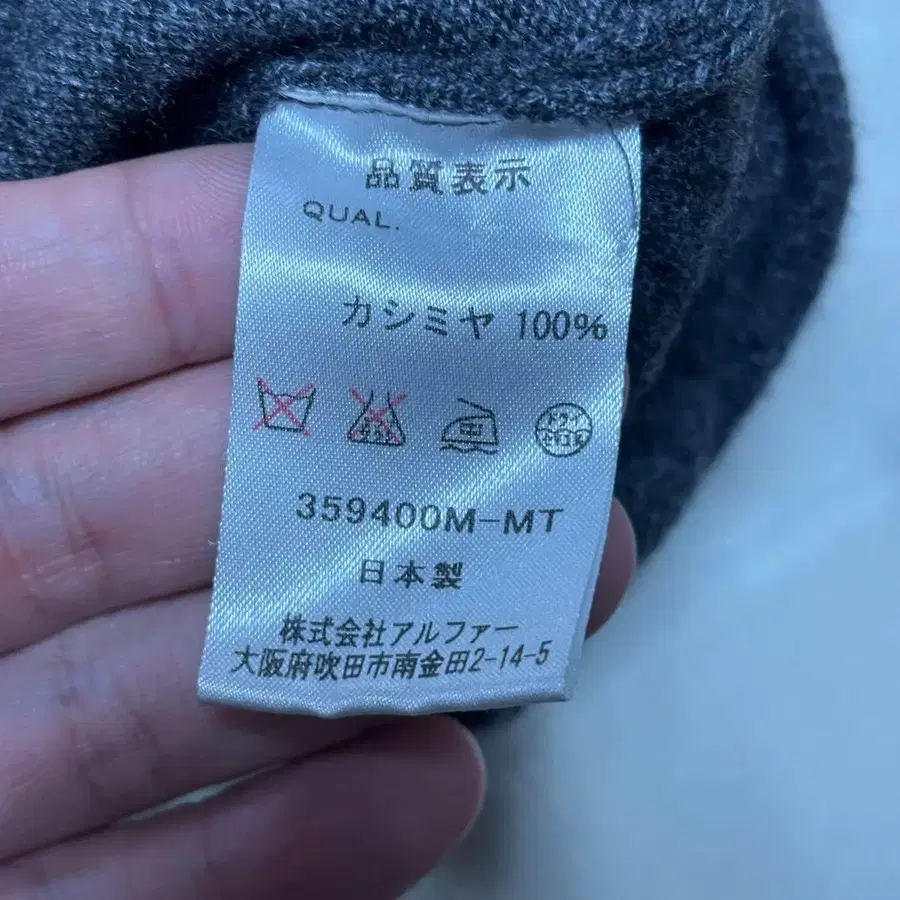 品質表示
QUAL.
カシミヤ 100%
中
359400M-MT
日本製
株式会社アルファー
大阪府吹田市南金田2-14-5